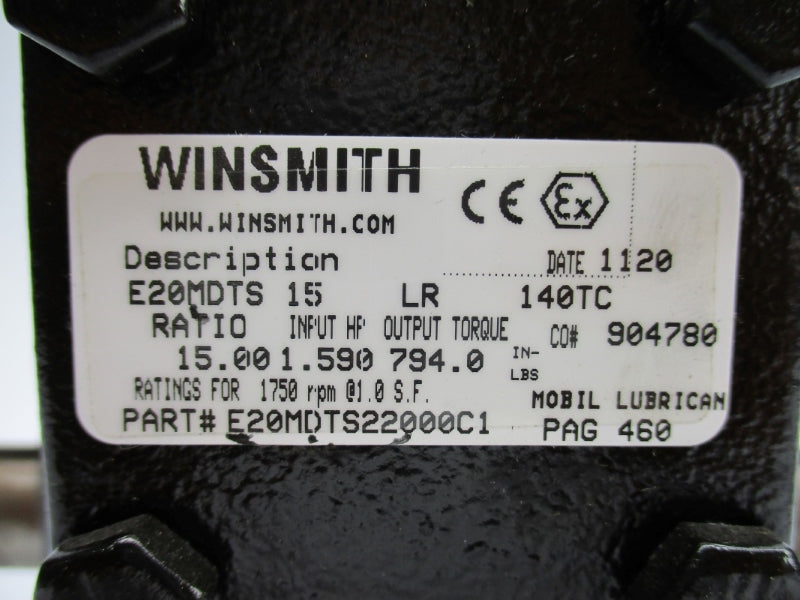 WINSMITH
CE Ex
WWW.WINSMITH.COM
Description DATE 1120
E20MDTS 15 LR 140TC
RATIO INPUT HP OUTPUT TORQUE CO# 904780
15.00 1.590 794.0 IN-LBS
RATINGS FOR 1750 rpm @1.0 S.F. MOBIL LUBRICAN
PART# E20MDTS22000C1 PAG 460